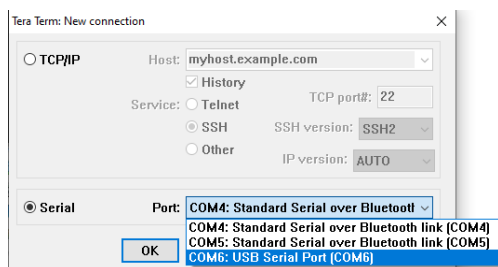 Tera Term: New connection
TCP/IP
Host: myhost.example.com
History
Service: Telnet
TCP port#: 22
SSH
SSH version: SSH2
Other
IP version: AUTO
Serial
Port: COM4: Standard Serial over Bluetooth
COM4: Standard Serial over Bluetooth link (COM4)
COM5: Standard Serial over Bluetooth link (COM5)
COM6: USB Serial Port (COM6)
OK